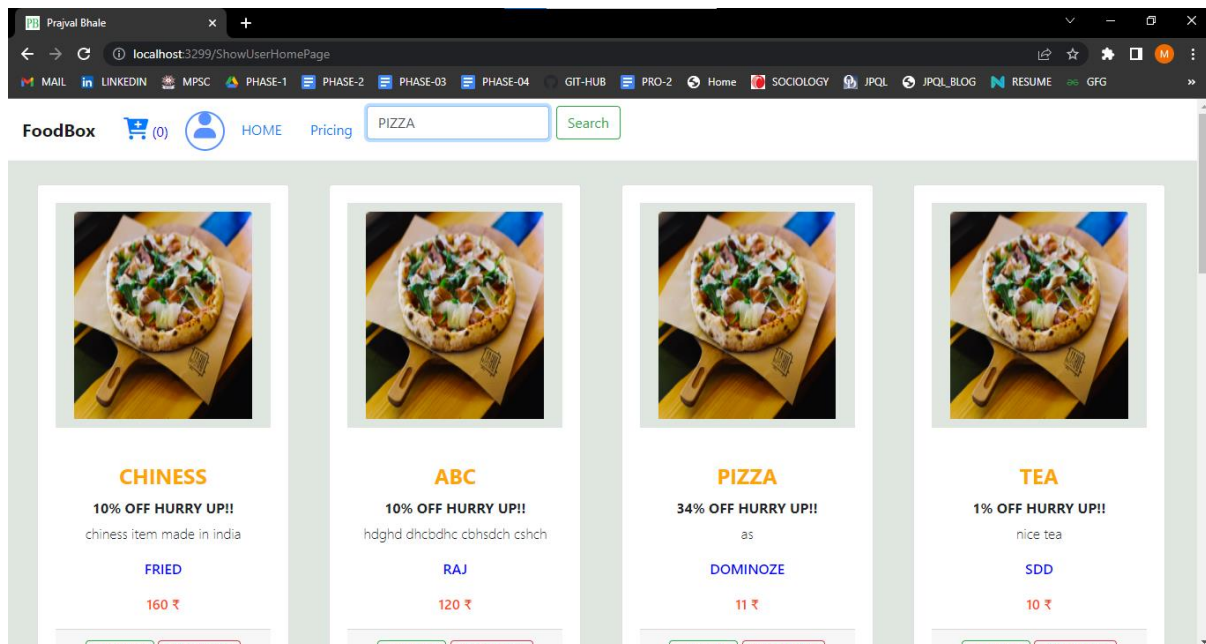 PB Prajval Bhale
localhost:3299/ShowUserHomePage
M
MAIL in LINKEDIN MPSC PHASE-1 PHASE-2 PHASE-03 PHASE-04 GIT-HUB PRO-2 Home SOCIOLOGY JPQL JPQL_BLOG RESUME GFG »
FoodBox (0) HOME Pricing PIZZA Search
CHINESS
10% OFF HURRY UP!!
chiness item made in india
FRIED
160 ₹
ABC
10% OFF HURRY UP!!
hdghd dhcbdhc cbhsdch cshch
RAJ
120 ₹
PIZZA
34% OFF HURRY UP!!
as
DOMINOZE
11 ₹
TEA
1% OFF HURRY UP!!
nice tea
SDD
10 ₹